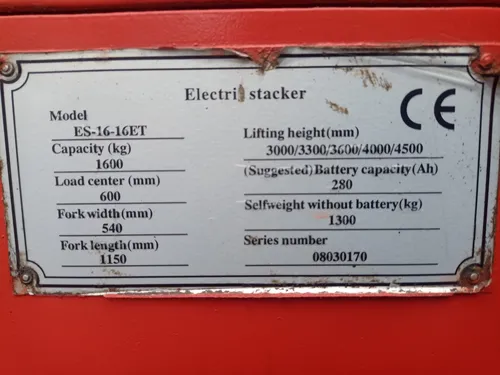 Electric stacker
CE
Model
ES-16-16ET
Capacity (kg)
1600
Load center (mm)
600
Fork width(mm)
540
Fork length(mm)
1150
Lifting height(mm)
3000/3300/3600/4000/4500
(Suggested) Battery capacity(Ah)
280
Selfweight without battery(kg)
1300
Series number
08030170